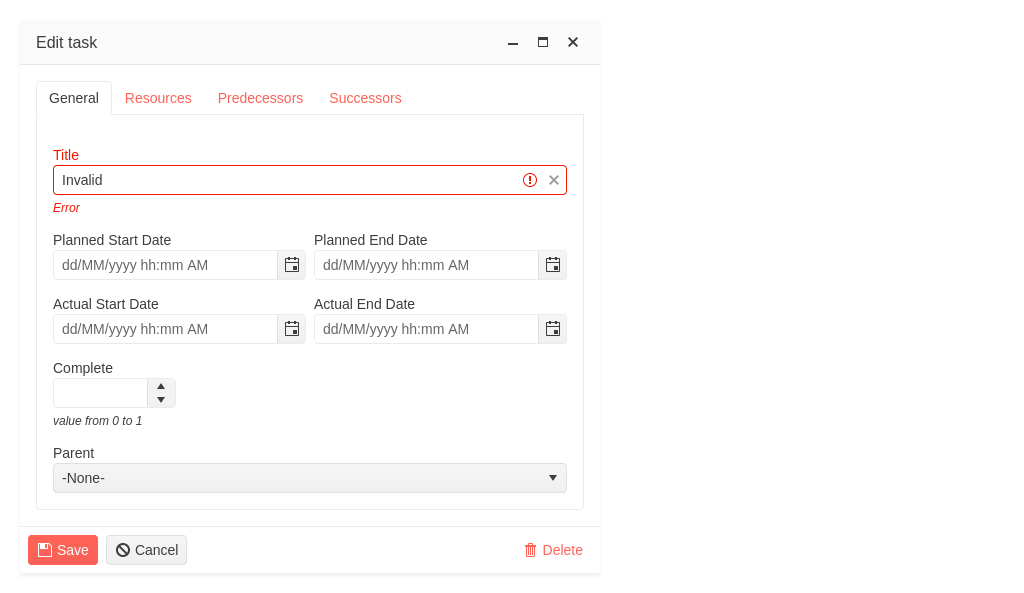 Edit task
General Resources Predecessors Successors
Title
Invalid
Error
Planned Start Date Planned End Date
dd/MM/yyyy hh:mm AM dd/MM/yyyy hh:mm AM
Actual Start Date Actual End Date
dd/MM/yyyy hh:mm AM dd/MM/yyyy hh:mm AM
Complete
value from 0 to 1
Parent
-None-
Save Cancel Delete